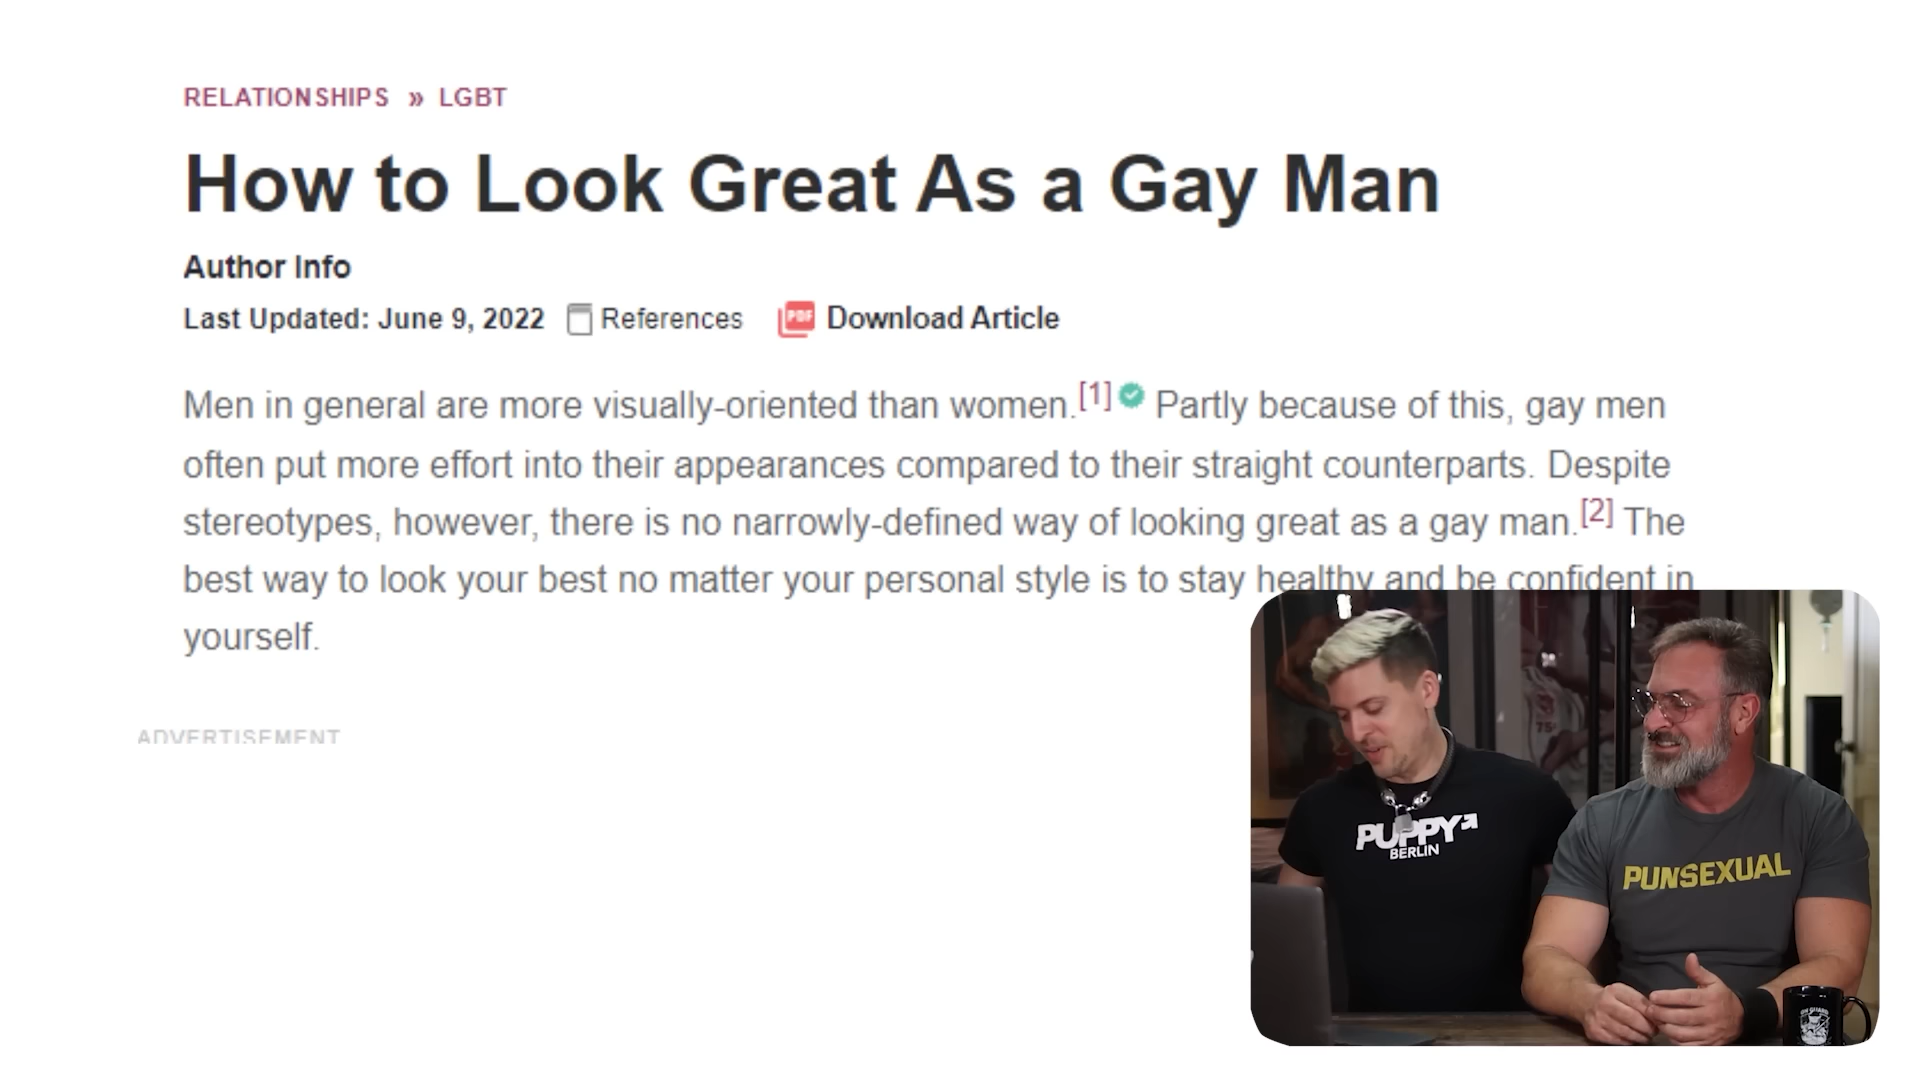 RELATIONSHIPS » LGBT
How to Look Great As a Gay Man
Author Info
Last Updated: June 9, 2022 References PDF Download Article
Men in general are more visually-oriented than women.[1] Partly because of this, gay men
often put more effort into their appearances compared to their straight counterparts. Despite
stereotypes, however, there is no narrowly-defined way of looking great as a gay man.[2] The
best way to look your best no matter your personal style is to stay healthy and be confident in
yourself.
ADVERTISEMENT
75
PUPPY
BERLIN
PUNSEXUAL
ON GUARD